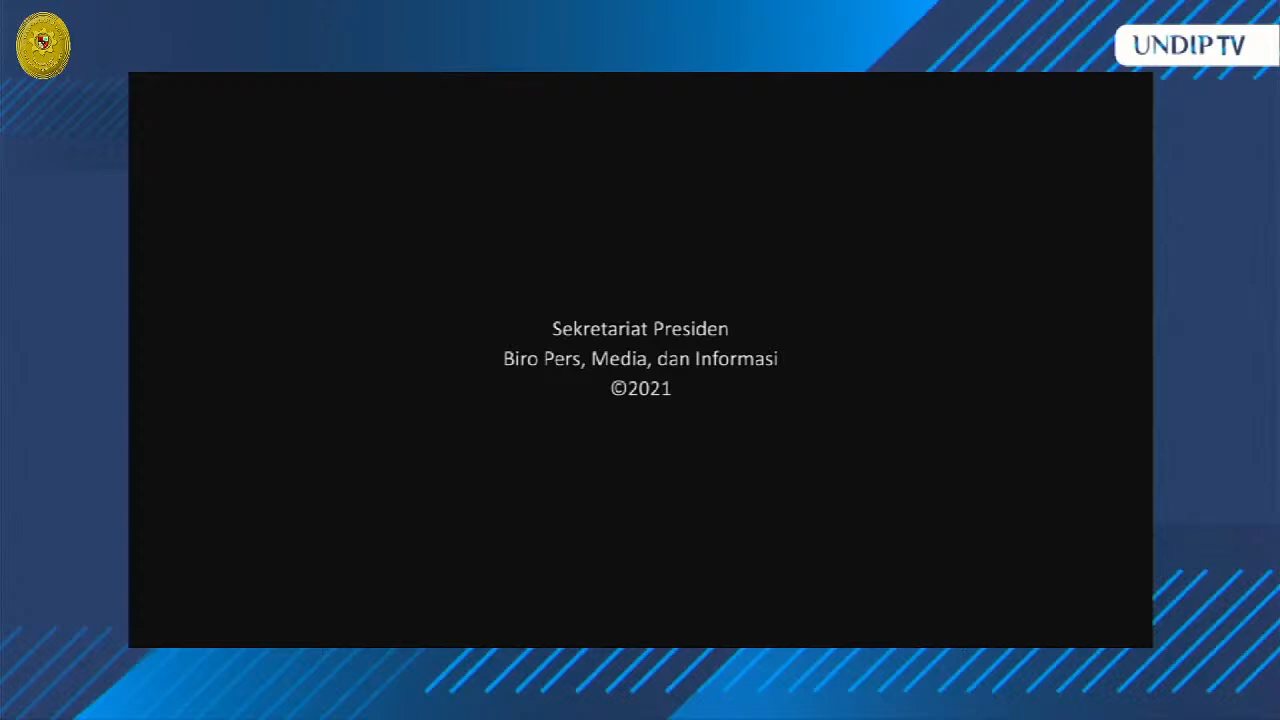 UNDIP TV
Sekretariat Presiden
Biro Pers, Media, dan Informasi
©2021